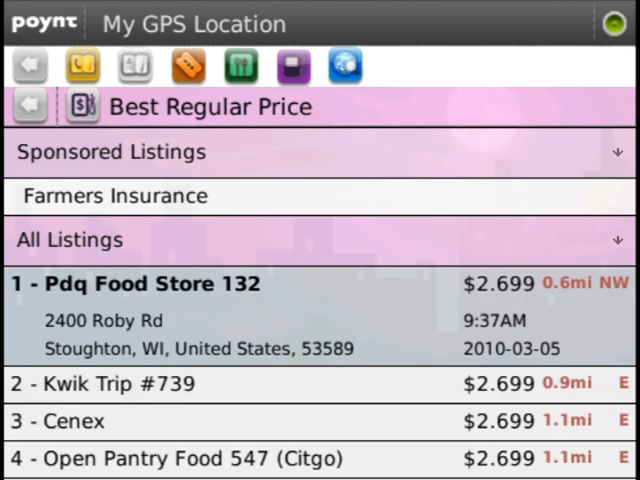 poynt My GPS Location
Best Regular Price
Sponsored Listings
Farmers Insurance
All Listings
1 - Pdq Food Store 132 $2.699 0.6mi NW
2400 Roby Rd 9:37AM
Stoughton, WI, United States, 53589 2010-03-05
2 - Kwik Trip #739 $2.699 0.9mi E
3 - Cenex $2.699 1.1mi E
4 - Open Pantry Food 547 (Citgo) $2.699 1.1mi E